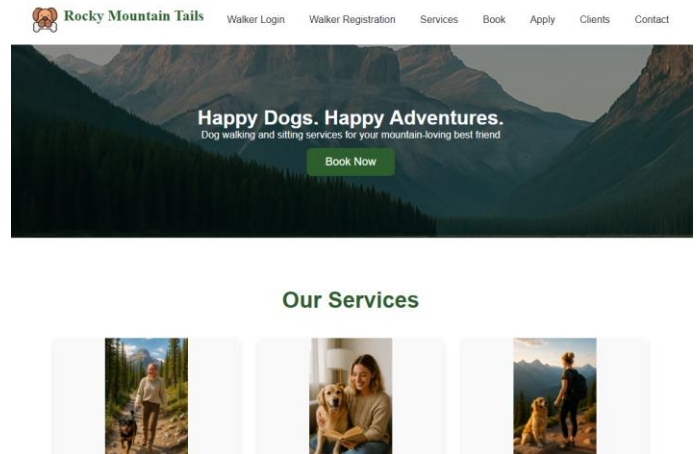 Rocky Mountain Tails
Walker Login
Walker Registration
Services
Book
Apply
Clients
Contact
Happy Dogs. Happy Adventures.
Dog walking and sitting services for your mountain-loving best friend
Book Now
Our Services